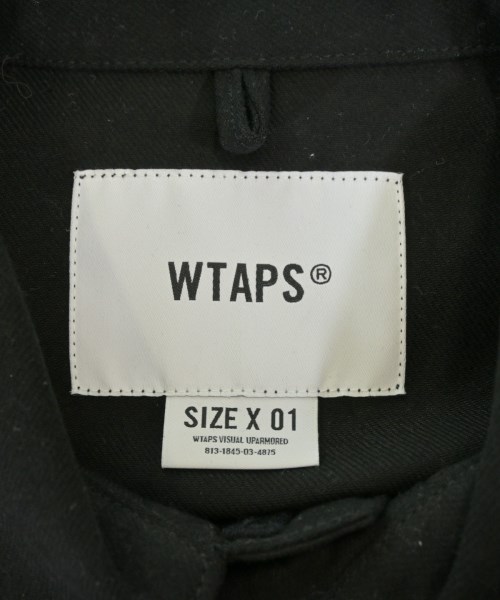 WTAPS®
SIZE X 01
WTAPS VISUAL UPARMORED
813-1845-03-4825